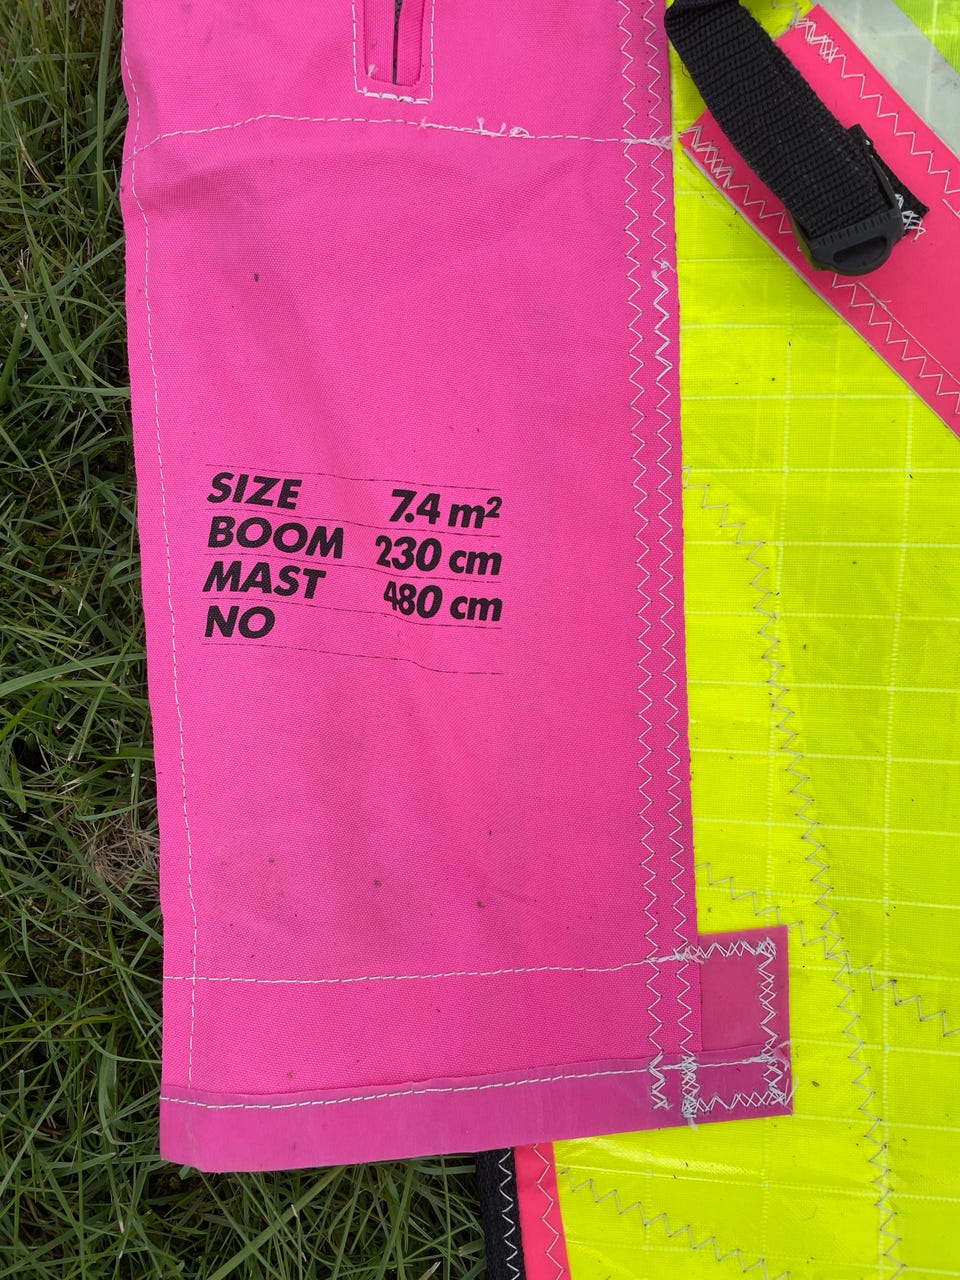 SIZE 7.4 m²
BOOM 230 cm
MAST 480 cm
NO